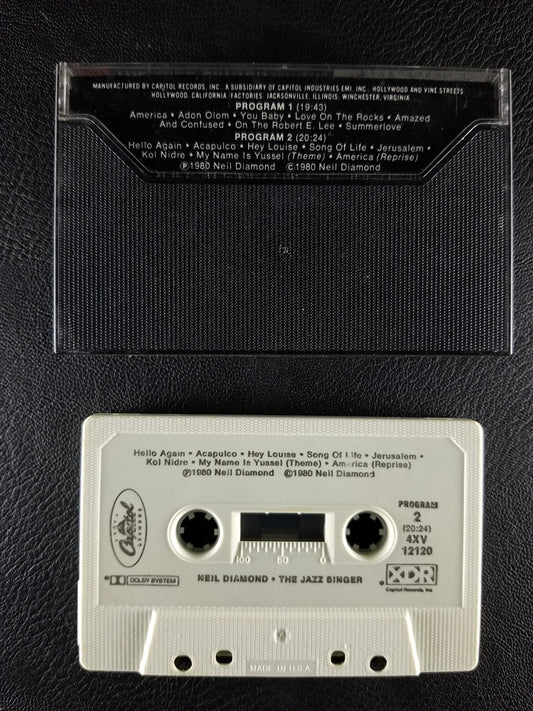 MANUFACTURED BY CAPITOL RECORDS, INC., A SUBSIDIARY OF CAPITOL INDUSTRIES EMI, INC., HOLLYWOOD AND VINE STREETS,
HOLLYWOOD, CALIFORNIA. FACTORIES: JACKSONVILLE, ILLINOIS, WINCHESTER, VIRGINIA
PROGRAM 1 (19:43)
America • Adon Olom • You Baby • Love On The Rocks • Amazed
And Confused • On The Robert E. Lee • Summerlove
PROGRAM 2 (20:24)
Hello Again • Acapulco • Hey Louise • Song Of Life • Jerusalem •
Kol Nidre • My Name Is Yussel (Theme) • America (Reprise)
℗1980 Neil Diamond ©1980 Neil Diamond
Hello Again • Acapulco • Hey Louise • Song Of Life • Jerusalem •
Kol Nidre • My Name Is Yussel (Theme) • America (Reprise)
℗1980 Neil Diamond ©1980 Neil Diamond
Capitol
RECORDS
PROGRAM
2
(20:24)
4XV
12120
100 50 0
DOLBY SYSTEM
NEIL DIAMOND • THE JAZZ SINGER
XDR
Capitol Records, Inc.
MADE IN U.S.A.